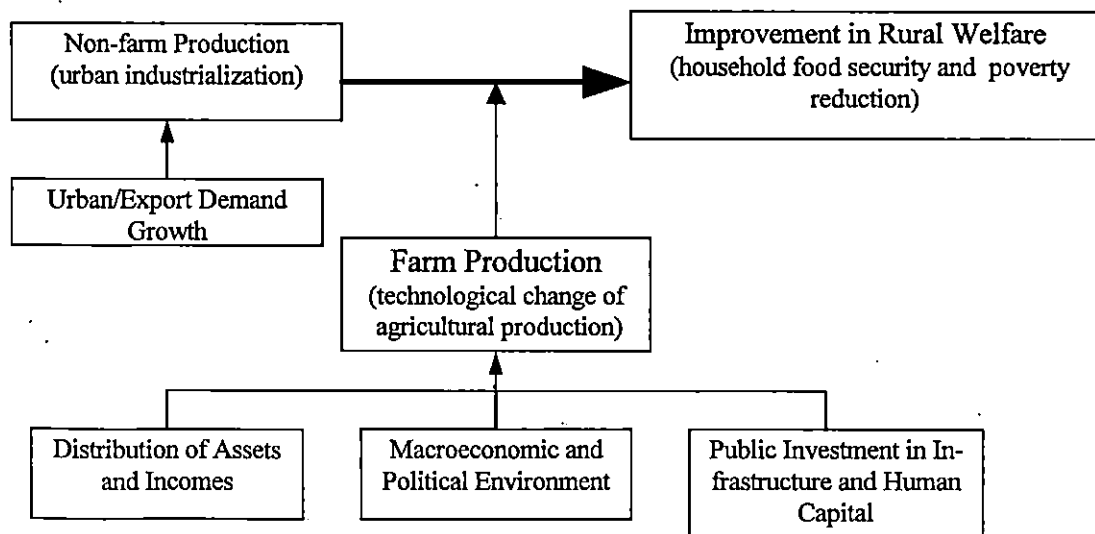 Non-farm Production
(urban industrialization)
Improvement in Rural Welfare
(household food security and poverty
reduction)
Urban/Export Demand
Growth
Farm Production
(technological change of
agricultural production)
Distribution of Assets
and Incomes
Macroeconomic and
Political Environment
Public Investment in In-
frastructure and Human
Capital